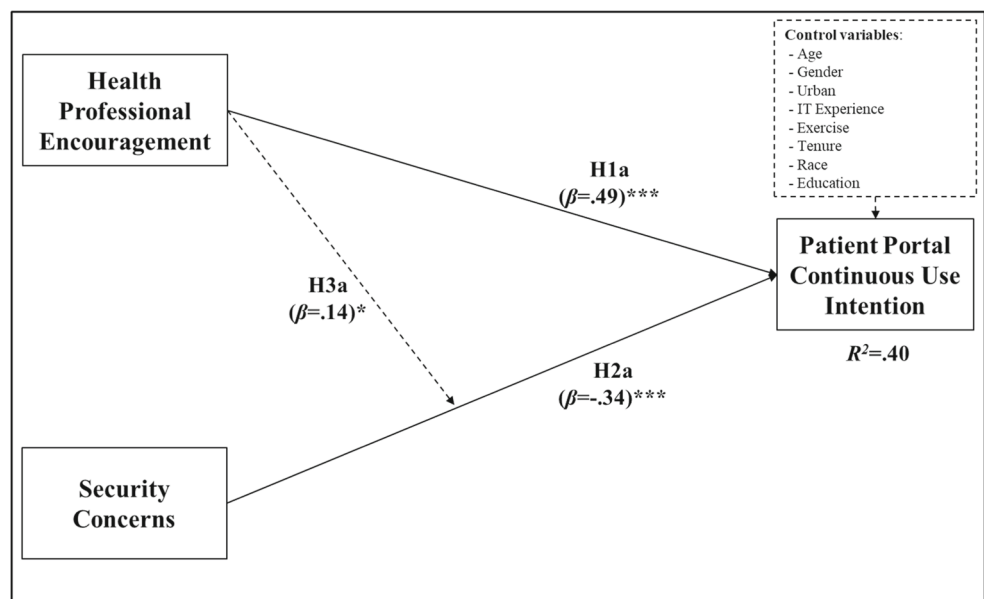 Health
Professional
Encouragement
Control variables:
- Age
- Gender
- Urban
- IT Experience
- Exercise
- Tenure
- Race
- Education
H1a
(β=.49)***
Patient Portal
Continuous Use
Intention
R²=.40
H3a
(β=.14)*
H2a
(β=-.34)***
Security
Concerns